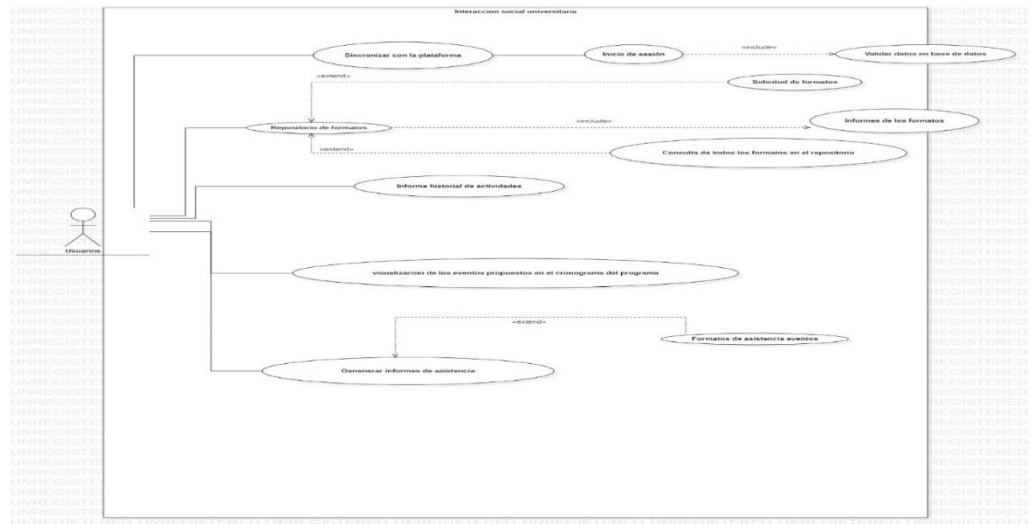 Interaccion social universitaria
Sincronizar con la plataforma
Inicio de sesión
«include»
Valider datos en base de datos
«extend»
Solicitud de formatos
Repositorio de formatos
«include»
Informes de los formatos
«extend»
Consulta de todos los formatos en el repositorio
Informe historial de actividades
Usuarios
visualizacoin de los eventos propuestos en el cronograma del programa
«extend»
Formatos de asistencia eventos
Genenerar informes de asistencia
UNREGISTERED